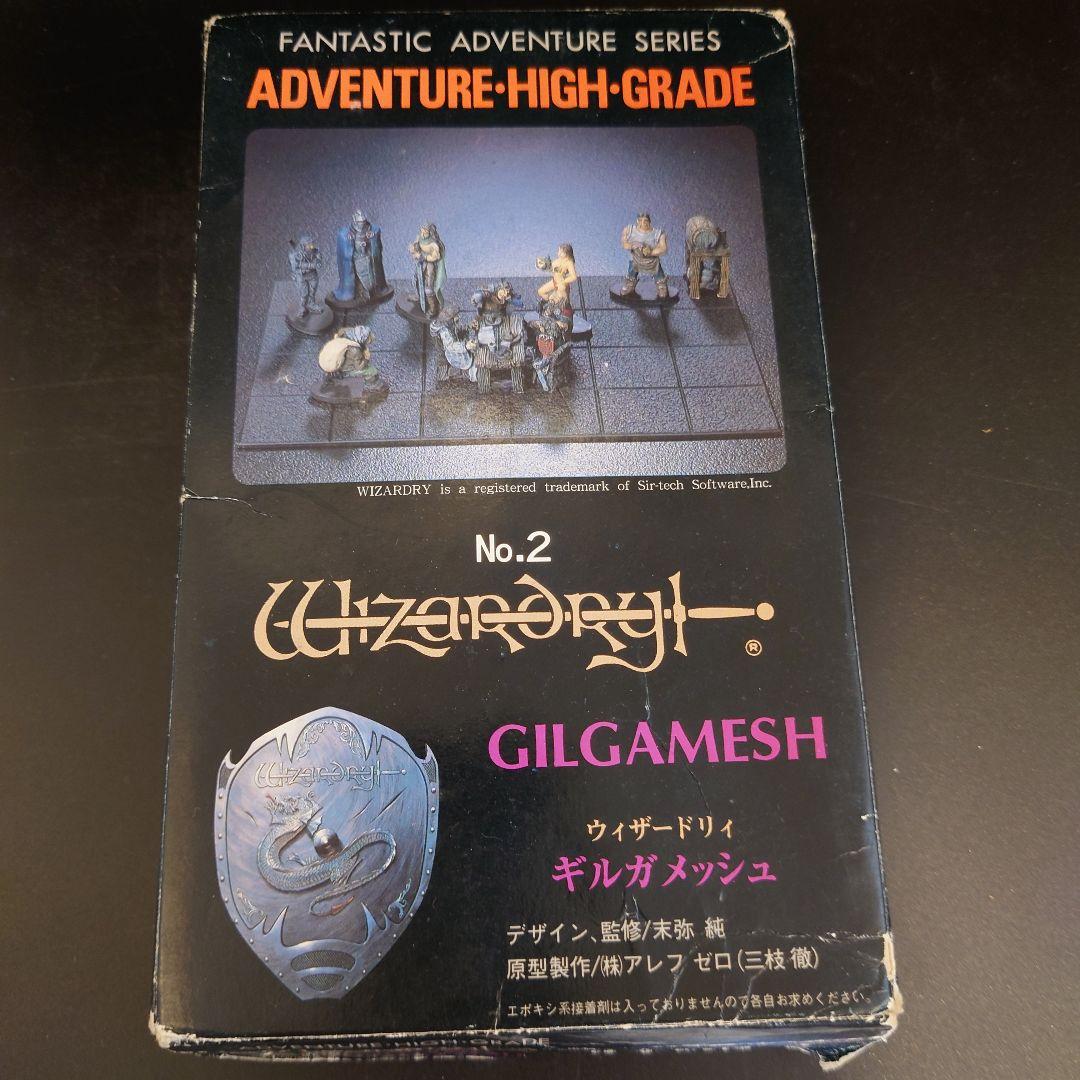 FANTASTIC ADVENTURE SERIES
ADVENTURE・HIGH・GRADE
WIZARDRY is a registered trademark of Sir-tech Software,Inc.
No.2
Wizardry
®
Wizardry
GILGAMESH
ウィザードリィ
ギルガメッシュ
デザイン、監修/末弥 純
原型製作/(株)アレフ ゼロ(三枝 徹)
エポキシ系接着剤は入っておりませんので各自お求めください。
HIGH GRADE